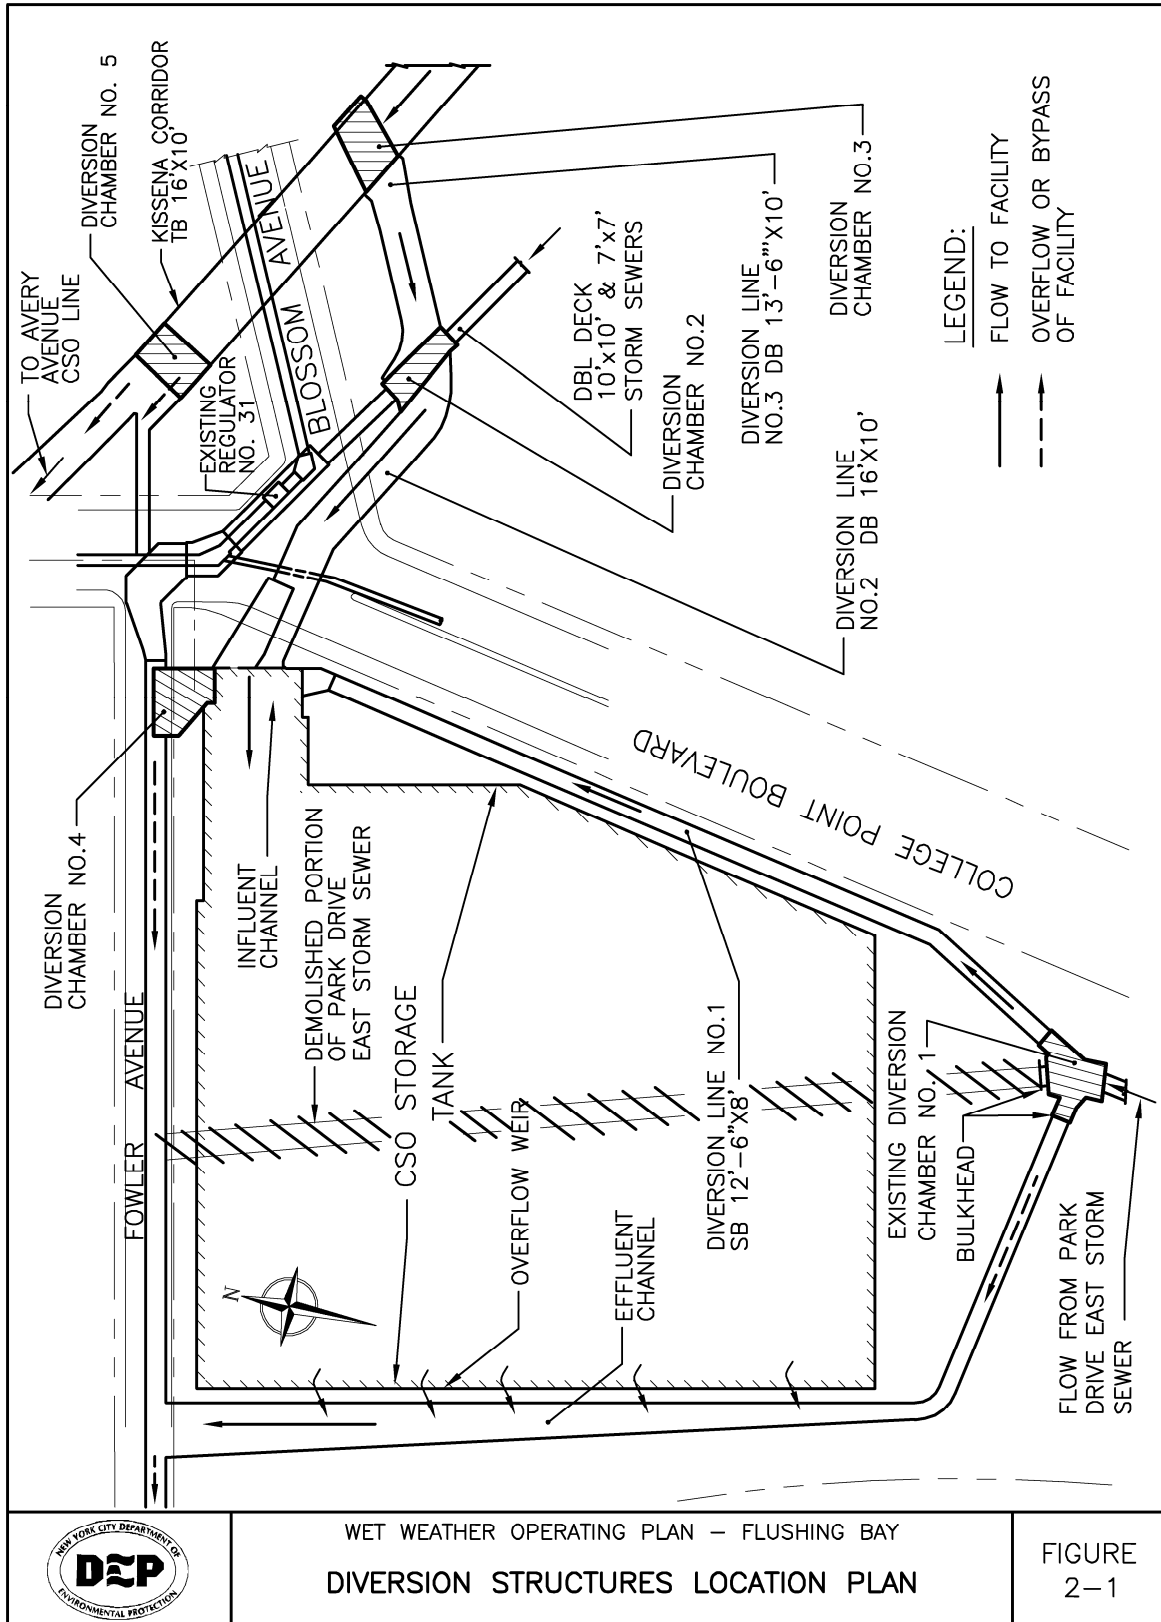 TO AVERY
AVENUE
CSO LINE
DIVERSION
CHAMBER NO. 5
KISSENA CORRIDOR
TB 16'X10'
EXISTING
REGULATOR
NO. 31
BLOSSOM AVENUE
DBL DECK
10'x10' & 7'x7'
STORM SEWERS
DIVERSION
CHAMBER NO.2
DIVERSION LINE
NO.3 DB 13'-6"'X10'
DIVERSION
CHAMBER NO.3
DIVERSION LINE
NO.2 DB 16'X10'
LEGEND:
FLOW TO FACILITY
OVERFLOW OR BYPASS
OF FACILITY
DIVERSION
CHAMBER NO.4
FOWLER AVENUE
INFLUENT
CHANNEL
DEMOLISHED PORTION
OF PARK DRIVE
EAST STORM SEWER
CSO STORAGE
TANK
OVERFLOW WEIR
N
EFFLUENT
CHANNEL
DIVERSION LINE NO.1
SB 12'-6"X8'
COLLEGE POINT BOULEVARD
EXISTING DIVERSION
CHAMBER NO. 1
BULKHEAD
FLOW FROM PARK
DRIVE EAST STORM
SEWER
NEW YORK CITY DEPARTMENT OF
DEP
ENVIRONMENTAL PROTECTION
WET WEATHER OPERATING PLAN – FLUSHING BAY
DIVERSION STRUCTURES LOCATION PLAN
FIGURE
2–1